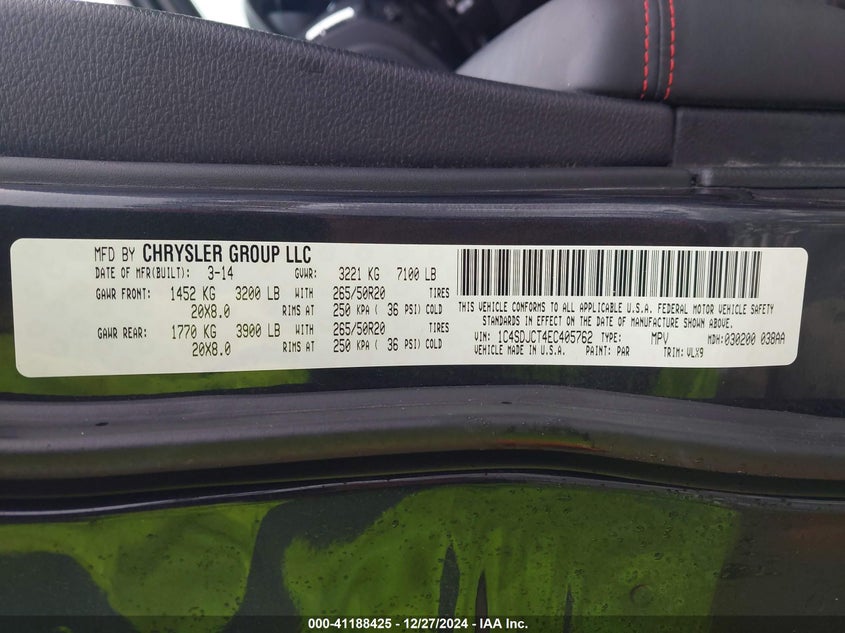 MFD BY CHRYSLER GROUP LLC
DATE OF MFR(BUILT): 3-14 GVWR: 3221 KG 7100 LB
GAWR FRONT: 1452 KG 3200 LB WITH 265/50R20 TIRES
20X8.0 RIMS AT 250 KPA ( 36 PSI) COLD
GAWR REAR: 1770 KG 3900 LB WITH 265/50R20 TIRES
20X8.0 RIMS AT 250 KPA ( 36 PSI) COLD
THIS VEHICLE CONFORMS TO ALL APPLICABLE U.S.A. FEDERAL MOTOR VEHICLE SAFETY
STANDARDS IN EFFECT ON THE DATE OF MANUFACTURE SHOWN ABOVE.
VIN: 1C4SDJCT4EC405762 TYPE: MPV MDH:030200 038AA
VEHICLE MADE IN U.S.A. PAINT: PAR TRIM: VLX9
000-41188425 - 12/27/2024 - IAA Inc.